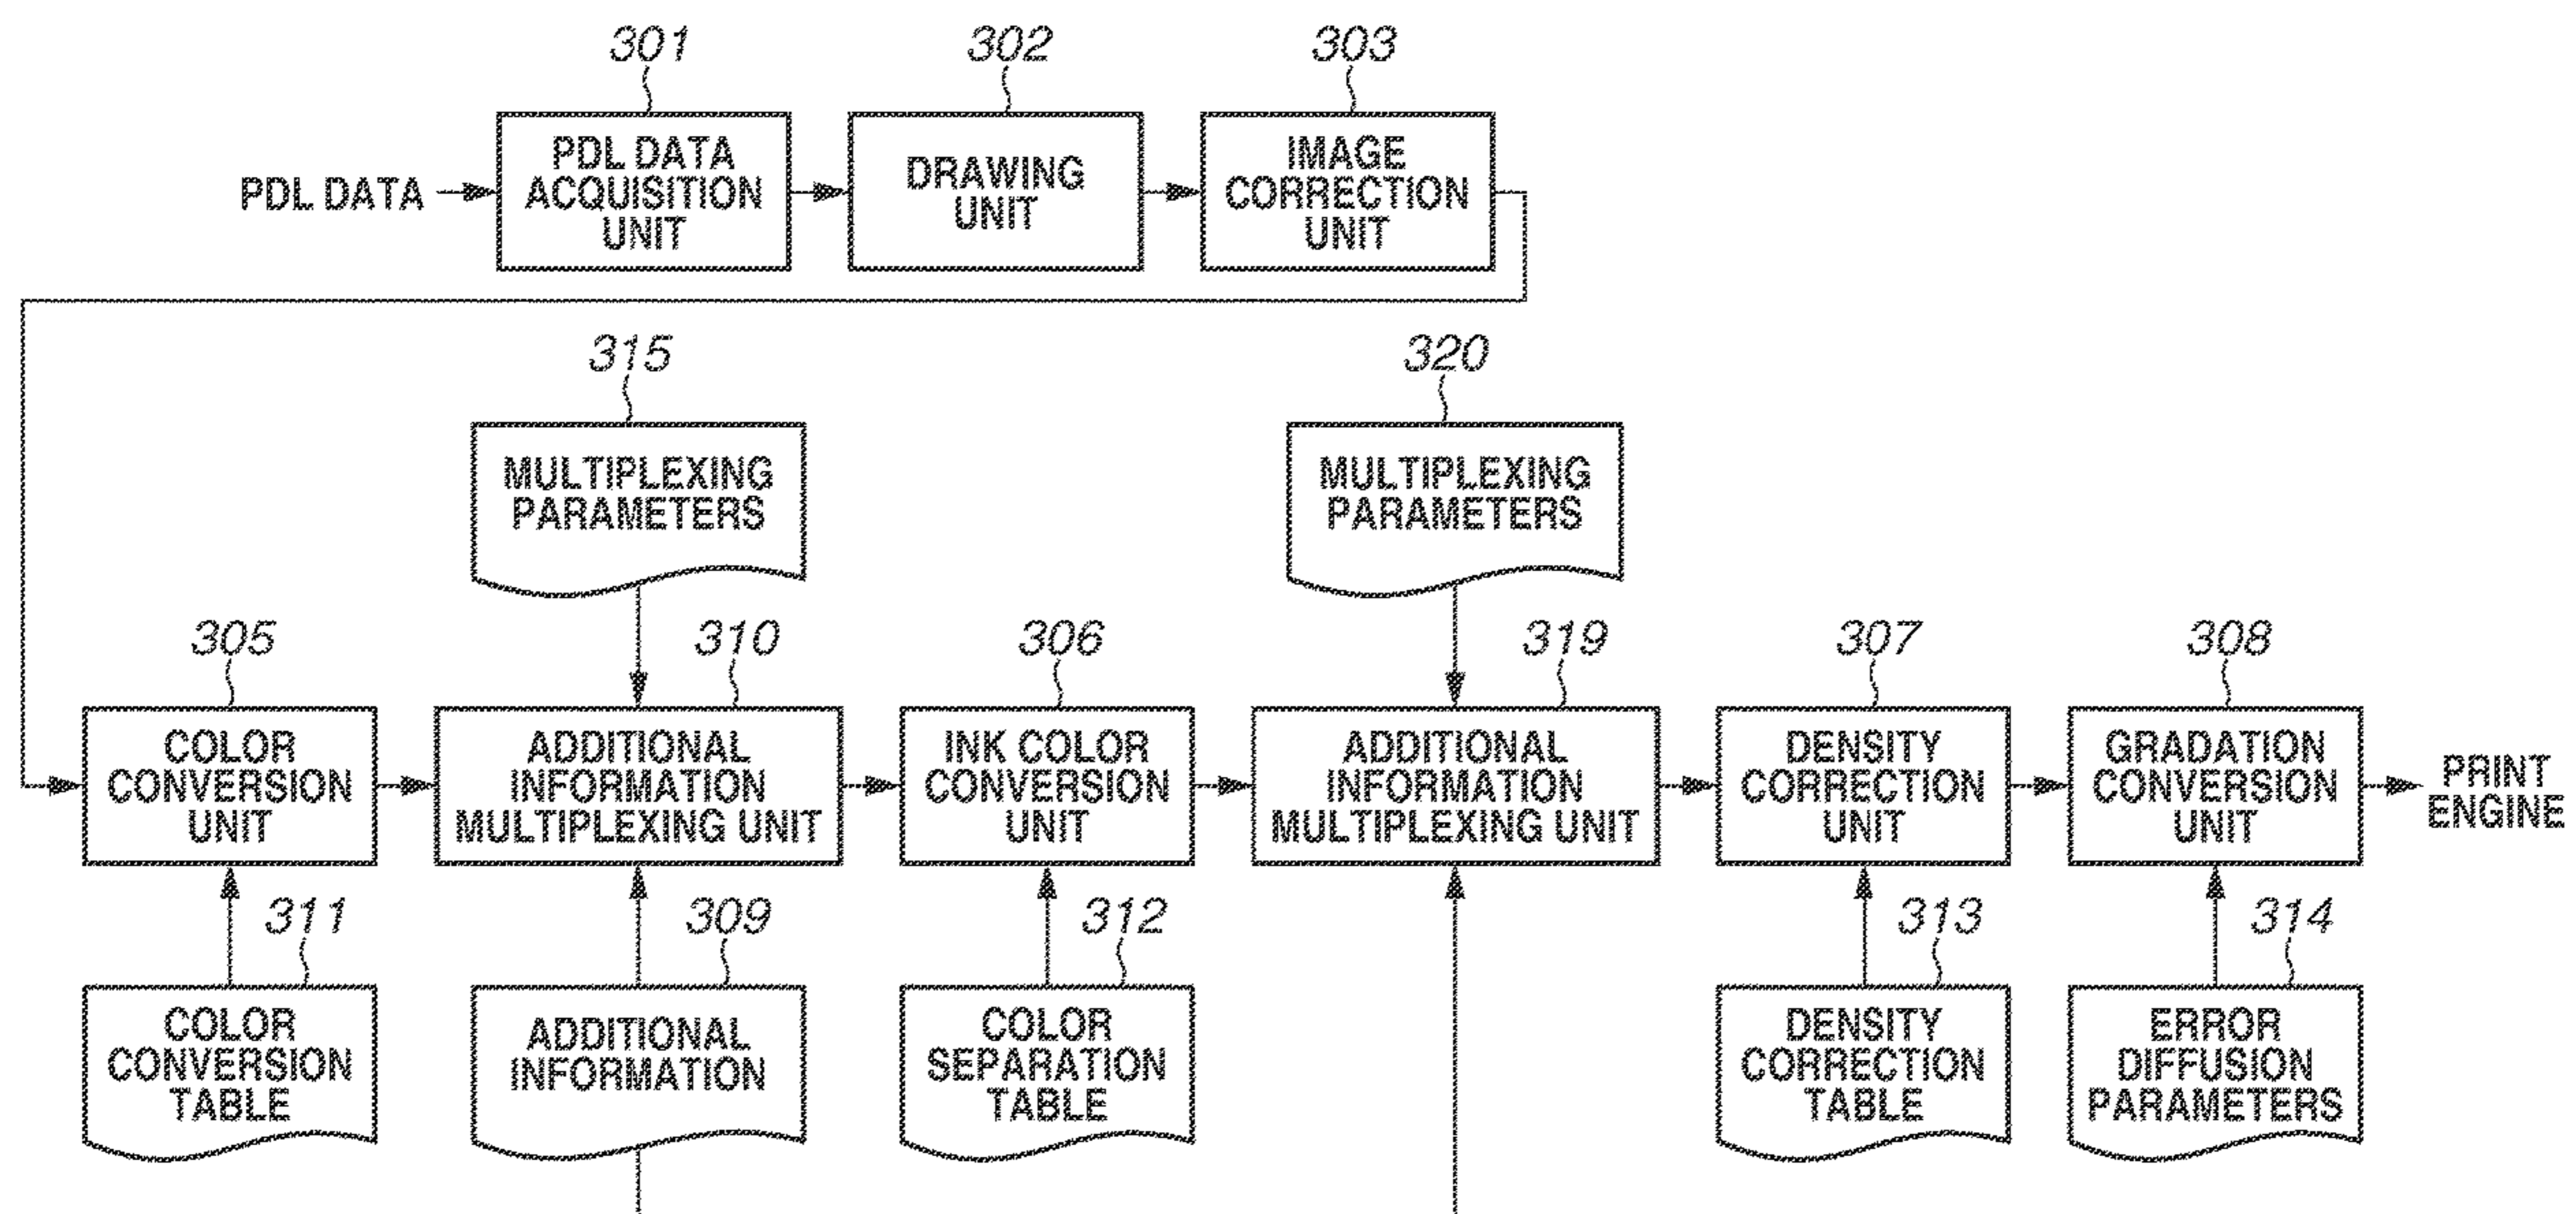 301
302
303
PDL DATA
PDL DATA
ACQUISITION
UNIT
DRAWING
UNIT
IMAGE
CORRECTION
UNIT
315
320
MULTIPLEXING
PARAMETERS
MULTIPLEXING
PARAMETERS
305
310
306
319
307
308
COLOR
CONVERSION
UNIT
ADDITIONAL
INFORMATION
MULTIPLEXING UNIT
INK COLOR
CONVERSION
UNIT
ADDITIONAL
INFORMATION
MULTIPLEXING UNIT
DENSITY
CORRECTION
UNIT
GRADATION
CONVERSION
UNIT
PRINT
ENGINE
311
309
312
313
314
COLOR
CONVERSION
TABLE
ADDITIONAL
INFORMATION
COLOR
SEPARATION
TABLE
DENSITY
CORRECTION
TABLE
ERROR
DIFFUSION
PARAMETERS